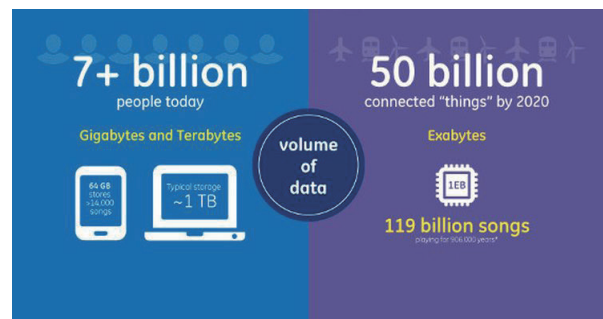 7+ billion
people today
Gigabytes and Terabytes
64 GB
stores
>14,000
songs
Typical storage
~1 TB
volume
of
data
50 billion
connected "things" by 2020
Exabytes
1EB
119 billion songs
playing for 906,000 years*